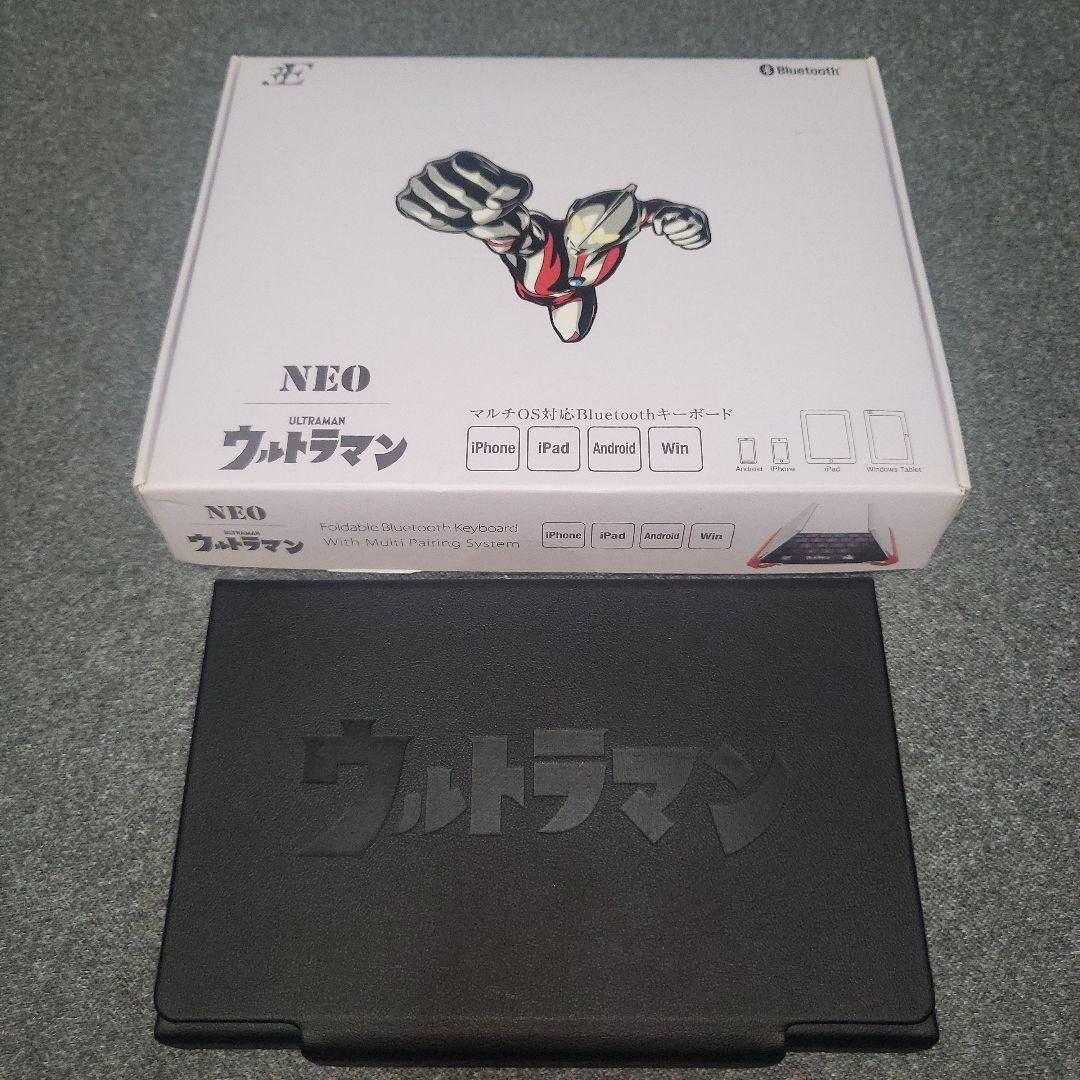 3E
Bluetooth
NEO
ULTRAMAN
ウルトラマン
マルチOS対応Bluetoothキーボード
iPhone iPad Android Win
Android iPhone iPad Windows Tablet
NEO
ULTRAMAN
ウルトラマン
Foldable Bluetooth Keyboard
With Multi Pairing System
iPhone iPad Android Win
ウルトラマン